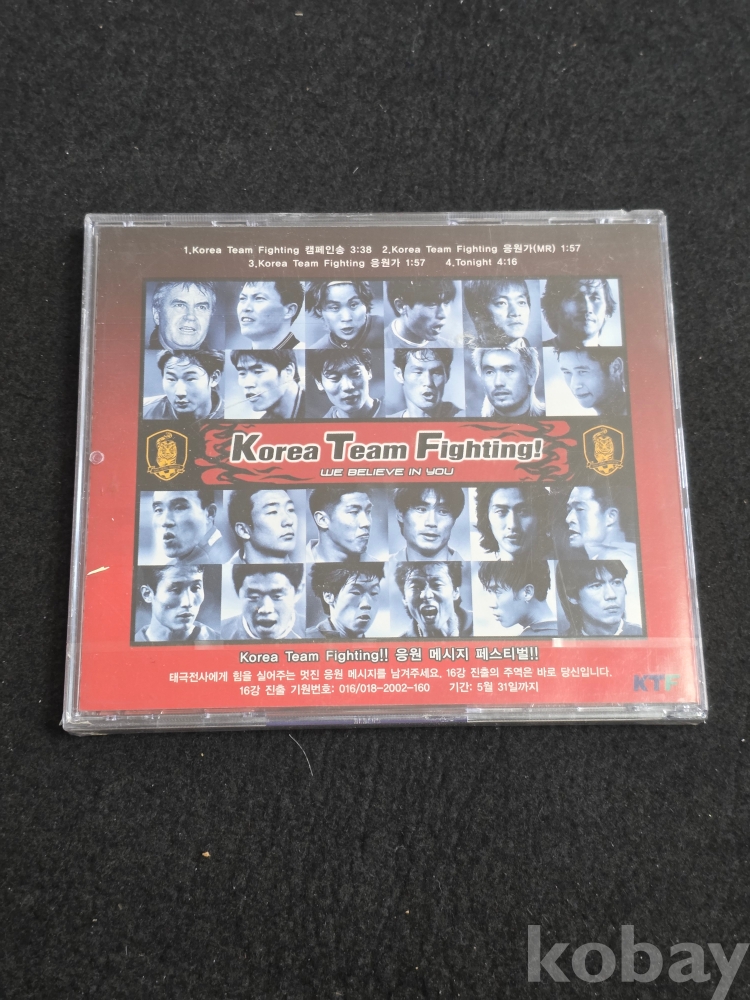 1.Korea Team Fighting 캠페인송 3:38 2.Korea Team Fighting 응원가(MR) 1:57
3.Korea Team Fighting 응원가 1:57 4.Tonight 4:16
Korea Team Fighting!
WE BELIEVE IN YOU
Korea Team Fighting!! 응원 메시지 페스티벌!!
태극전사에게 힘을 실어주는 멋진 응원 메시지를 남겨주세요. 16강 진출의 주역은 바로 당신입니다.
16강 진출 기원번호: 016/018-2002-160 기간: 5월 31일까지
KTF
kobay